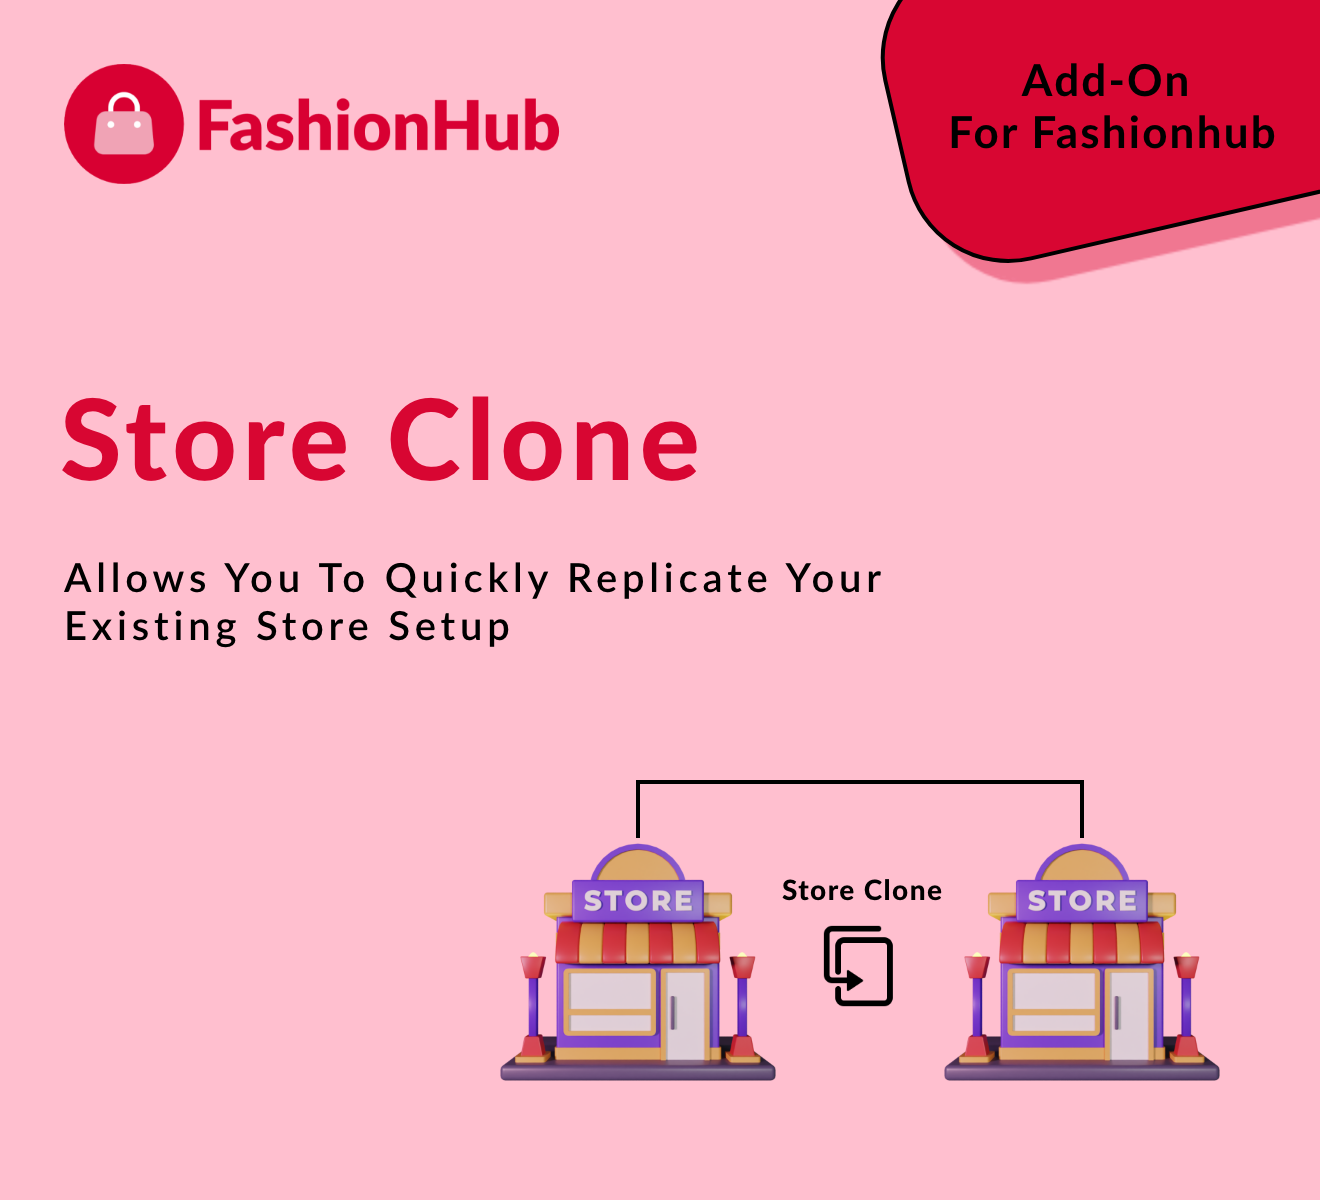 FashionHub
Add-On
For Fashionhub
Store Clone
Allows You To Quickly Replicate Your
Existing Store Setup
Store Clone
STORE
STORE